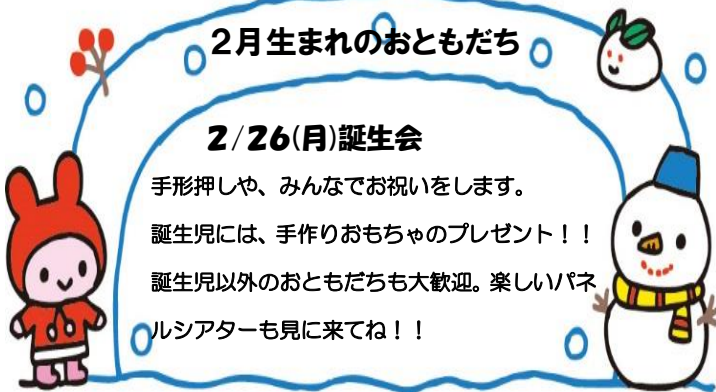 ２月生まれのおともだち
２/２６(月)誕生会
手形押しや、みんなでお祝いをします。
誕生児には、手作りおもちゃのプレゼント！！
誕生児以外のおともだちも大歓迎。楽しいパネ
ルシアターも見に来てね！！